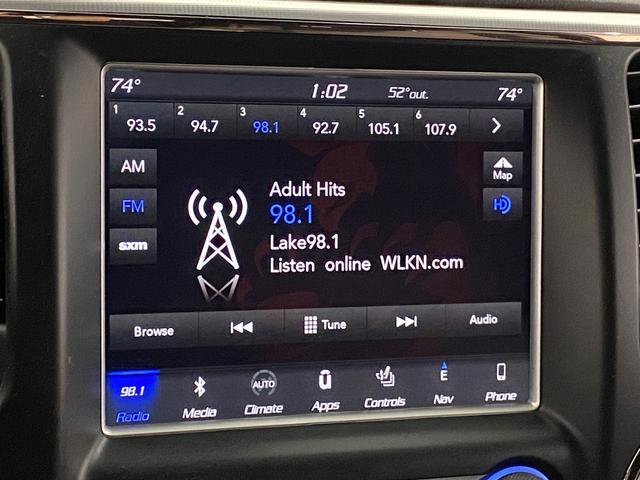 74° 1:02 52°out. 74°
1 93.5 2 94.7 3 98.1 4 92.7 5 105.1 6 107.9
AM
Map
FM
HD
sxm
Adult Hits
98.1
Lake98.1
Listen online WLKN.com
Browse Tune Audio
98.1 AUTO E
Radio Media Climate Apps Controls Nav Phone